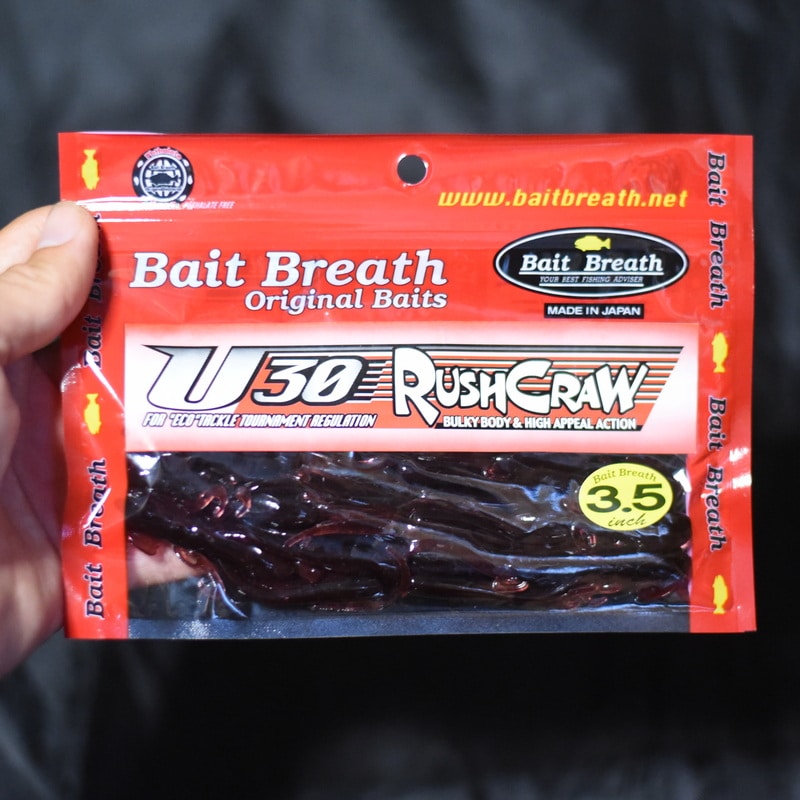 PHTHALATE FREE
www.baitbreath.net
Bait Breath
Original Baits
Bait Breath
YOUR BEST FISHING ADVISER
MADE IN JAPAN
U30 RUSHCRAW
FOR "ECO" TACKLE TOURNAMENT REGULATION
BULKY BODY & HIGH APPEAL ACTION
Bait Breath
3.5
inch
Bait Breath
Bait Breath
Bait Breath
Bait Breath